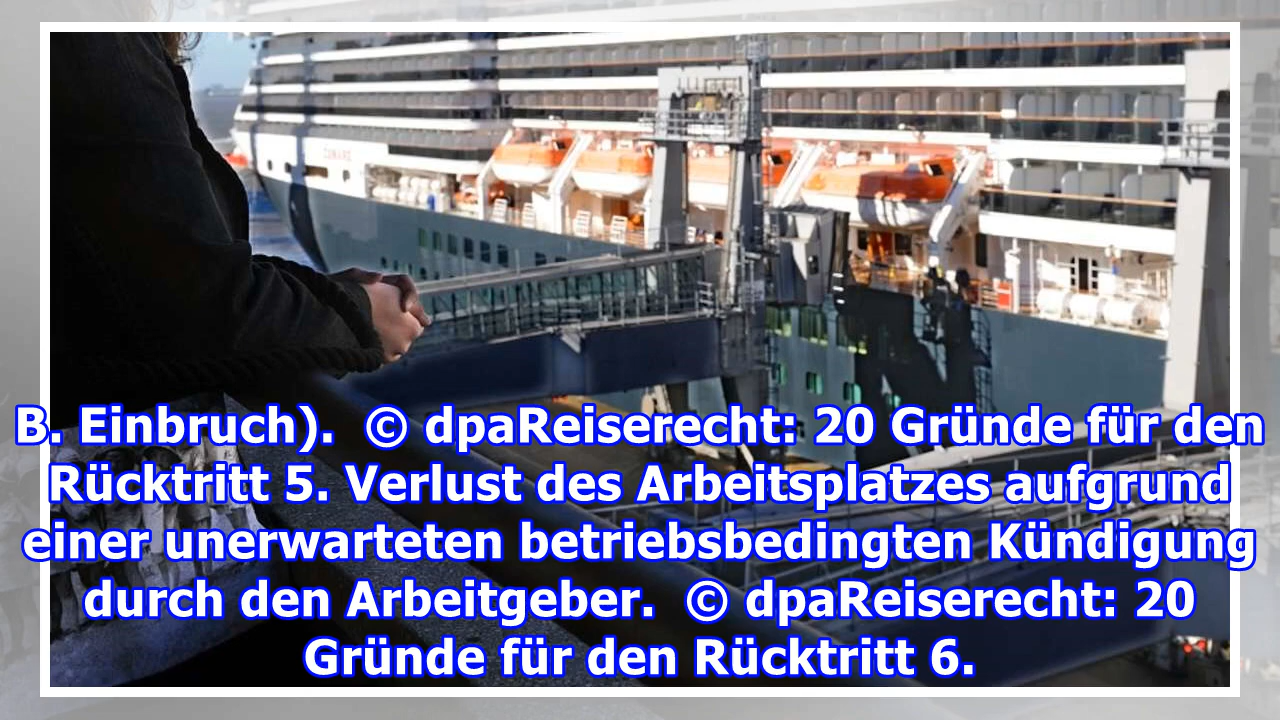 CUNARD
B. Einbruch).  © dpaReiserecht: 20 Gründe für den
Rücktritt 5. Verlust des Arbeitsplatzes aufgrund
einer unerwarteten betriebsbedingten Kündigung
durch den Arbeitgeber.  © dpaReiserecht: 20
Gründe für den Rücktritt 6.